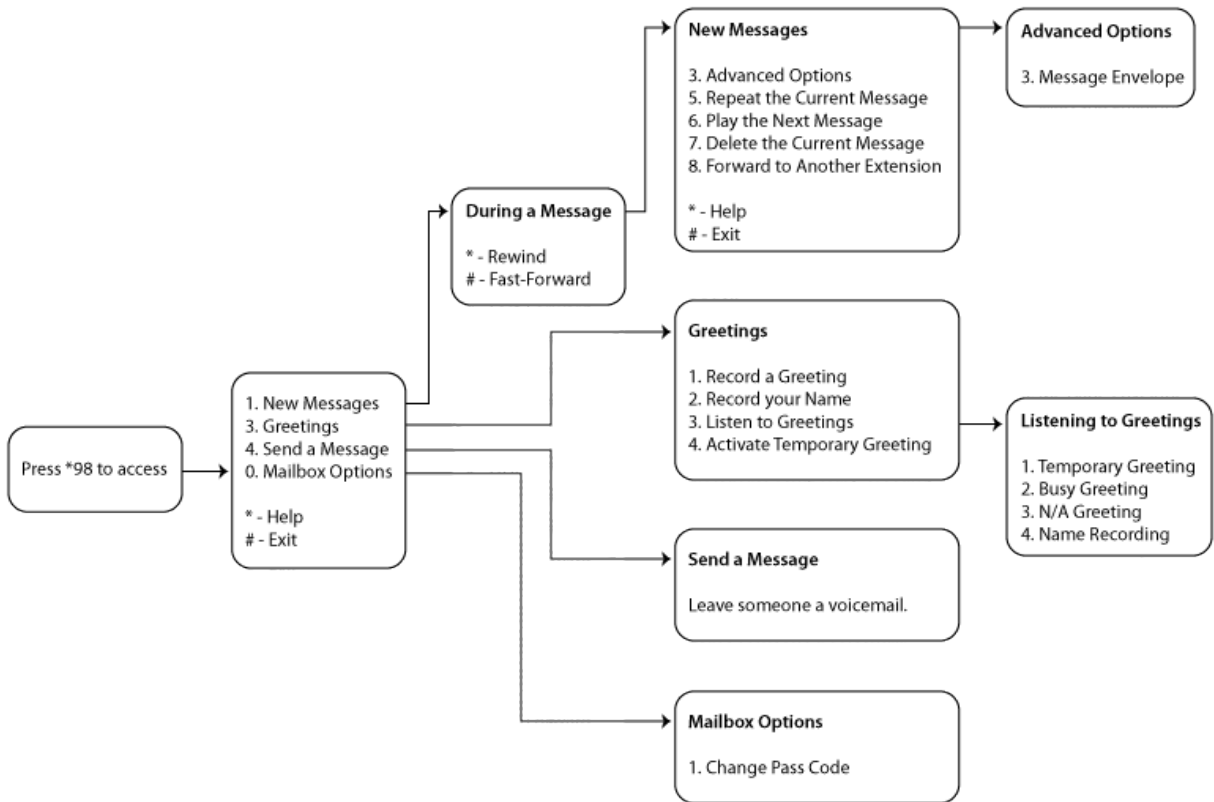 Press *98 to access
1. New Messages
3. Greetings
4. Send a Message
0. Mailbox Options
* - Help
# - Exit
During a Message
* - Rewind
# - Fast-Forward
New Messages
3. Advanced Options
5. Repeat the Current Message
6. Play the Next Message
7. Delete the Current Message
8. Forward to Another Extension
* - Help
# - Exit
Advanced Options
3. Message Envelope
Greetings
1. Record a Greeting
2. Record your Name
3. Listen to Greetings
4. Activate Temporary Greeting
Listening to Greetings
1. Temporary Greeting
2. Busy Greeting
3. N/A Greeting
4. Name Recording
Send a Message
Leave someone a voicemail.
Mailbox Options
1. Change Pass Code